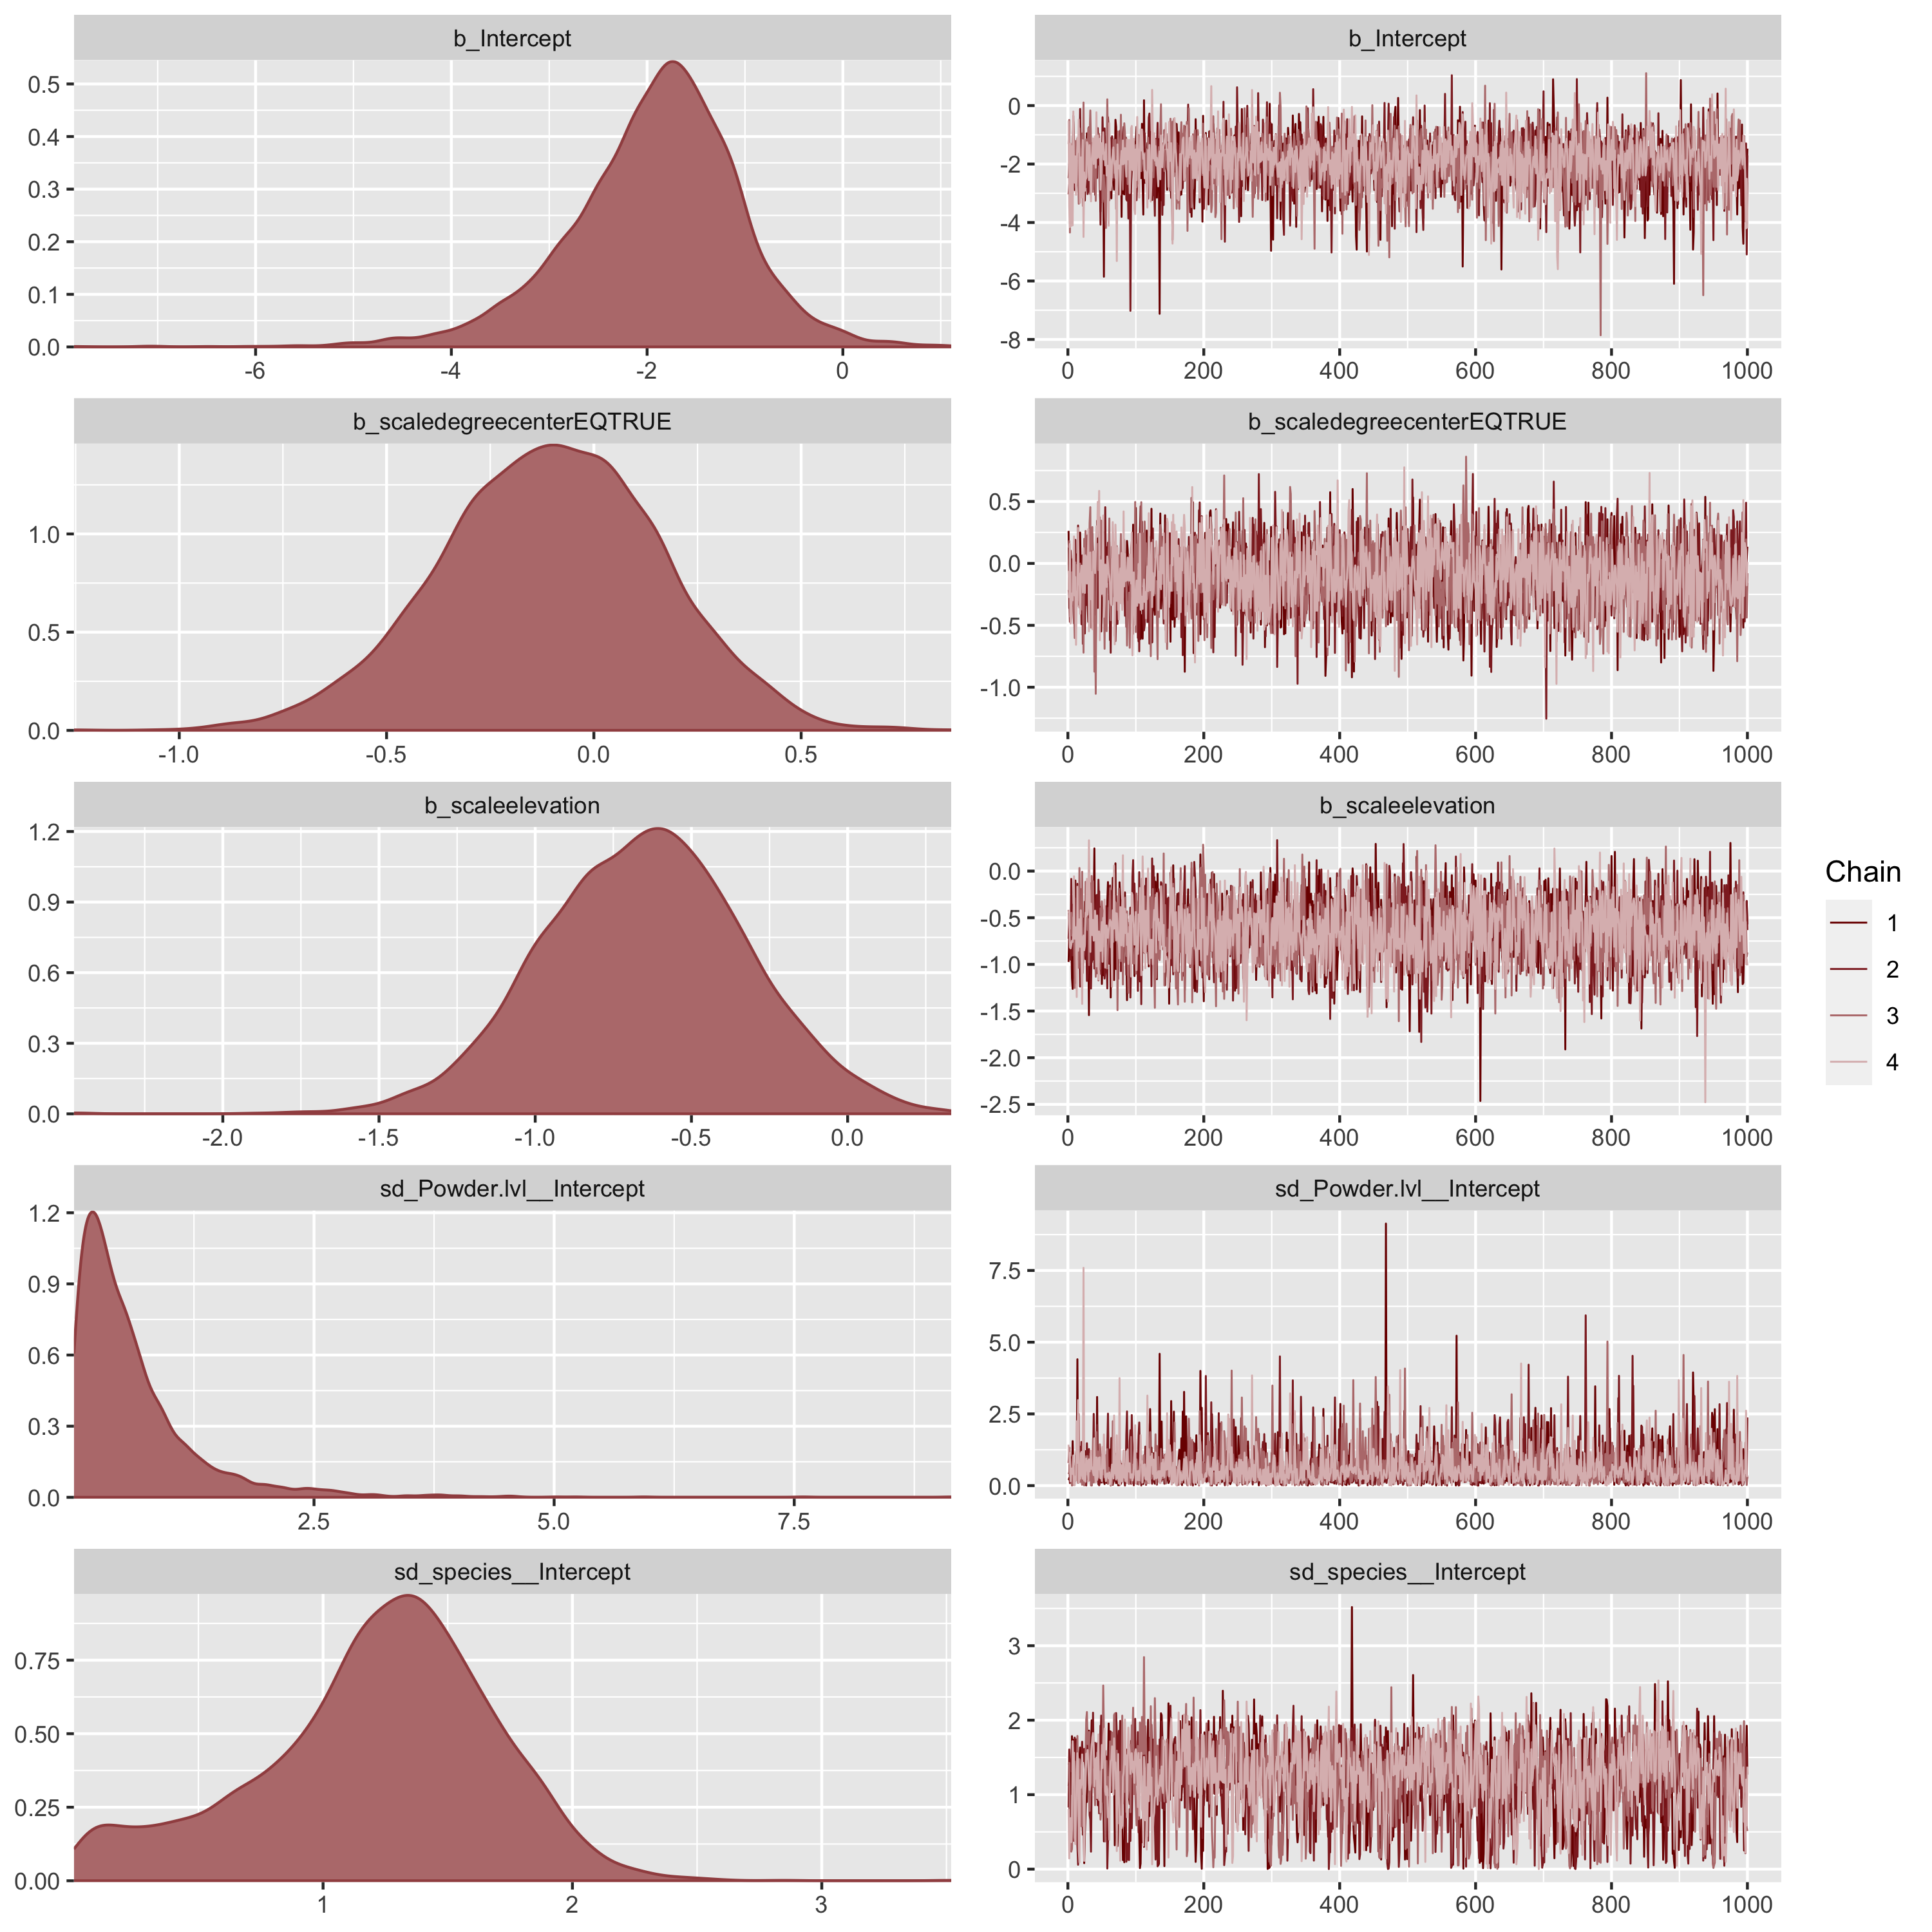 b_Intercept
0.5
0.4
0.3
0.2
0.1
0.0
-6 -4 -2 0
b_Intercept
0
-2
-4
-6
-8
0 200 400 600 800 1000
b_scaledegreecenterEQTRUE
1.0
0.5
0.0
-1.0 -0.5 0.0 0.5
b_scaledegreecenterEQTRUE
0.5
0.0
-0.5
-1.0
0 200 400 600 800 1000
b_scaleelevation
1.2
0.9
0.6
0.3
0.0
-2.0 -1.5 -1.0 -0.5 0.0
b_scaleelevation
0.0
-0.5
-1.0
-1.5
-2.0
-2.5
0 200 400 600 800 1000
sd_Powder.lvl__Intercept
1.2
0.9
0.6
0.3
0.0
2.5 5.0 7.5
sd_Powder.lvl__Intercept
7.5
5.0
2.5
0.0
0 200 400 600 800 1000
sd_species__Intercept
0.75
0.50
0.25
0.00
1 2 3
sd_species__Intercept
3
2
1
0
0 200 400 600 800 1000
Chain
1
2
3
4